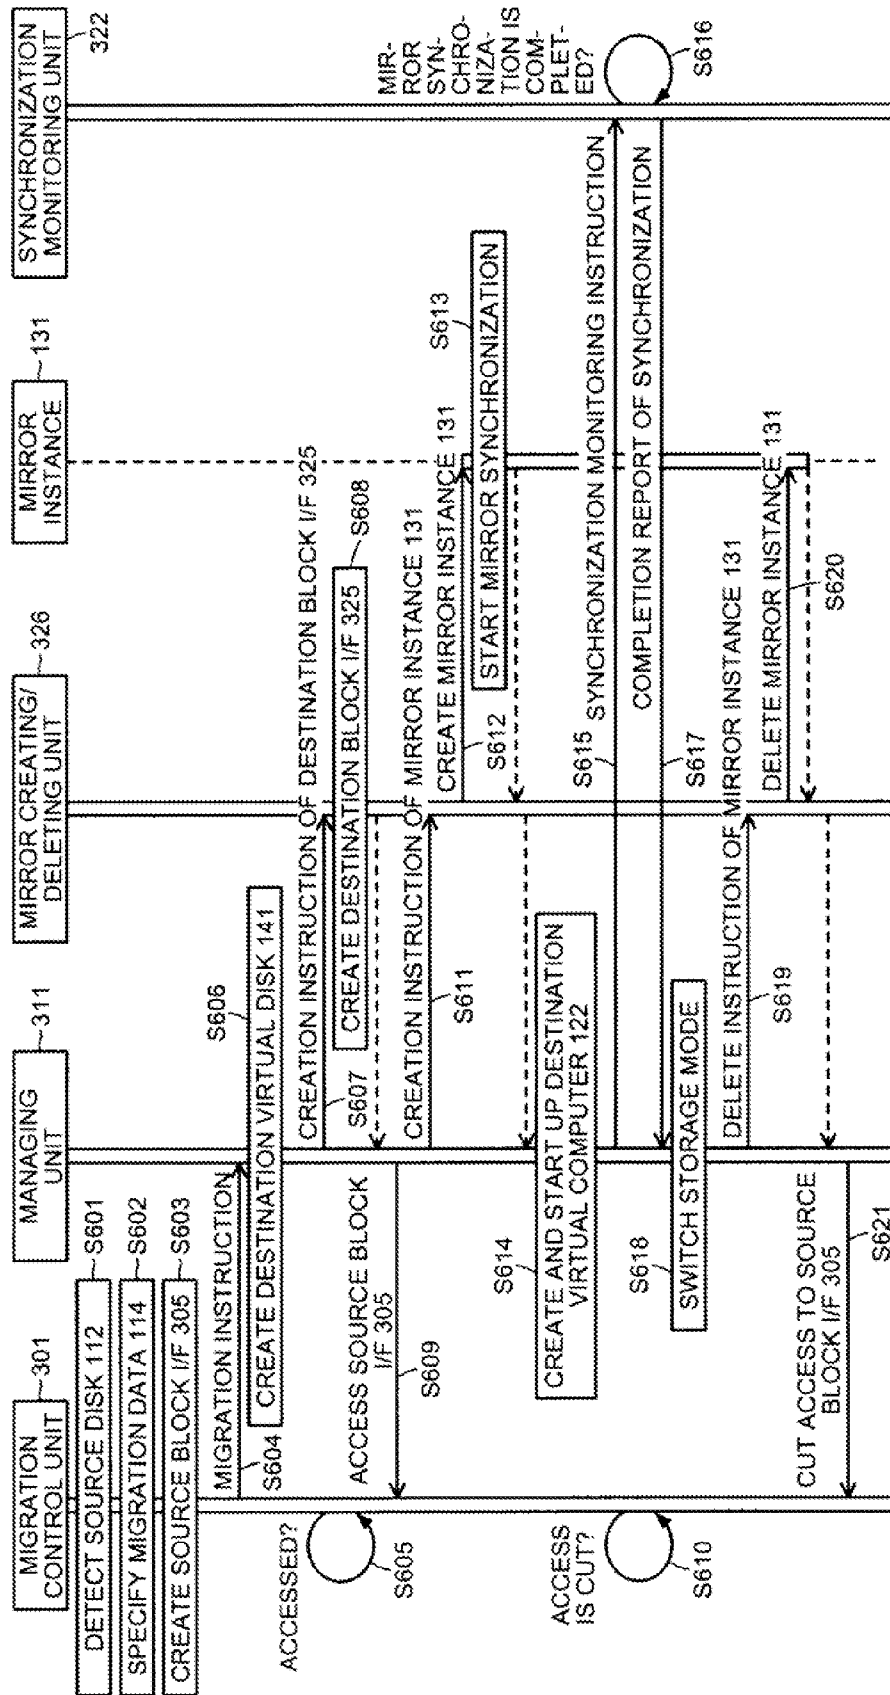 MIGRATION
CONTROL UNIT
301
MANAGING
UNIT
311
MIRROR CREATING/
DELETING UNIT
326
MIRROR
INSTANCE
131
SYNCHRONIZATION
MONITORING UNIT
322
DETECT SOURCE DISK 112
S601
SPECIFY MIGRATION DATA 114
S602
CREATE SOURCE BLOCK I/F 305
S603
MIGRATION INSTRUCTION
S604
ACCESSED?
S605
CREATE DESTINATION VIRTUAL DISK 141
S606
CREATION INSTRUCTION OF DESTINATION BLOCK I/F 325
S607
CREATE DESTINATION BLOCK I/F 325
S608
ACCESS SOURCE BLOCK
I/F 305
S609
CREATION INSTRUCTION OF MIRROR INSTANCE 131
S611
CREATE MIRROR INSTANCE 131
S612
START MIRROR SYNCHRONIZATION
S613
ACCESS
IS CUT?
S610
CREATE AND START UP DESTINATION
VIRTUAL COMPUTER 122
S614
SYNCHRONIZATION MONITORING INSTRUCTION
S615
MIR-
ROR
SYN-
CHRO-
NIZA-
TION IS
COM-
PLET-
ED?
S616
COMPLETION REPORT OF SYNCHRONIZATION
S617
SWITCH STORAGE MODE
S618
DELETE INSTRUCTION OF MIRROR INSTANCE 131
S619
DELETE MIRROR INSTANCE 131
S620
CUT ACCESS TO SOURCE
BLOCK I/F 305
S621